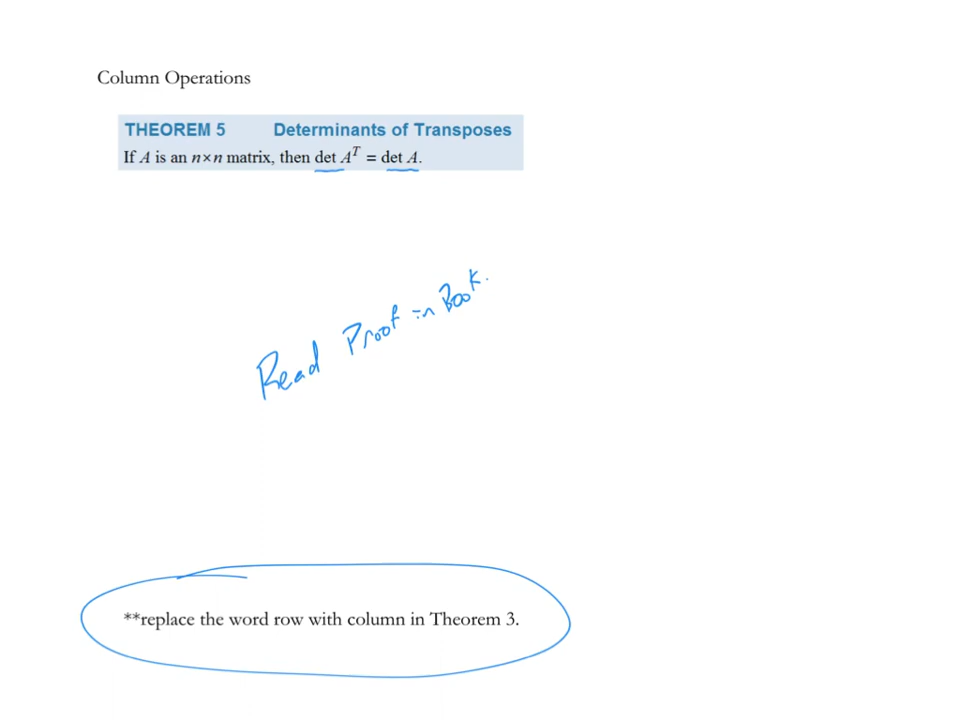 Column Operations
THEOREM 5 Determinants of Transposes
If A is an n×n matrix, then det Aᵀ = det A.
Read Proof in Book.
**replace the word row with column in Theorem 3.